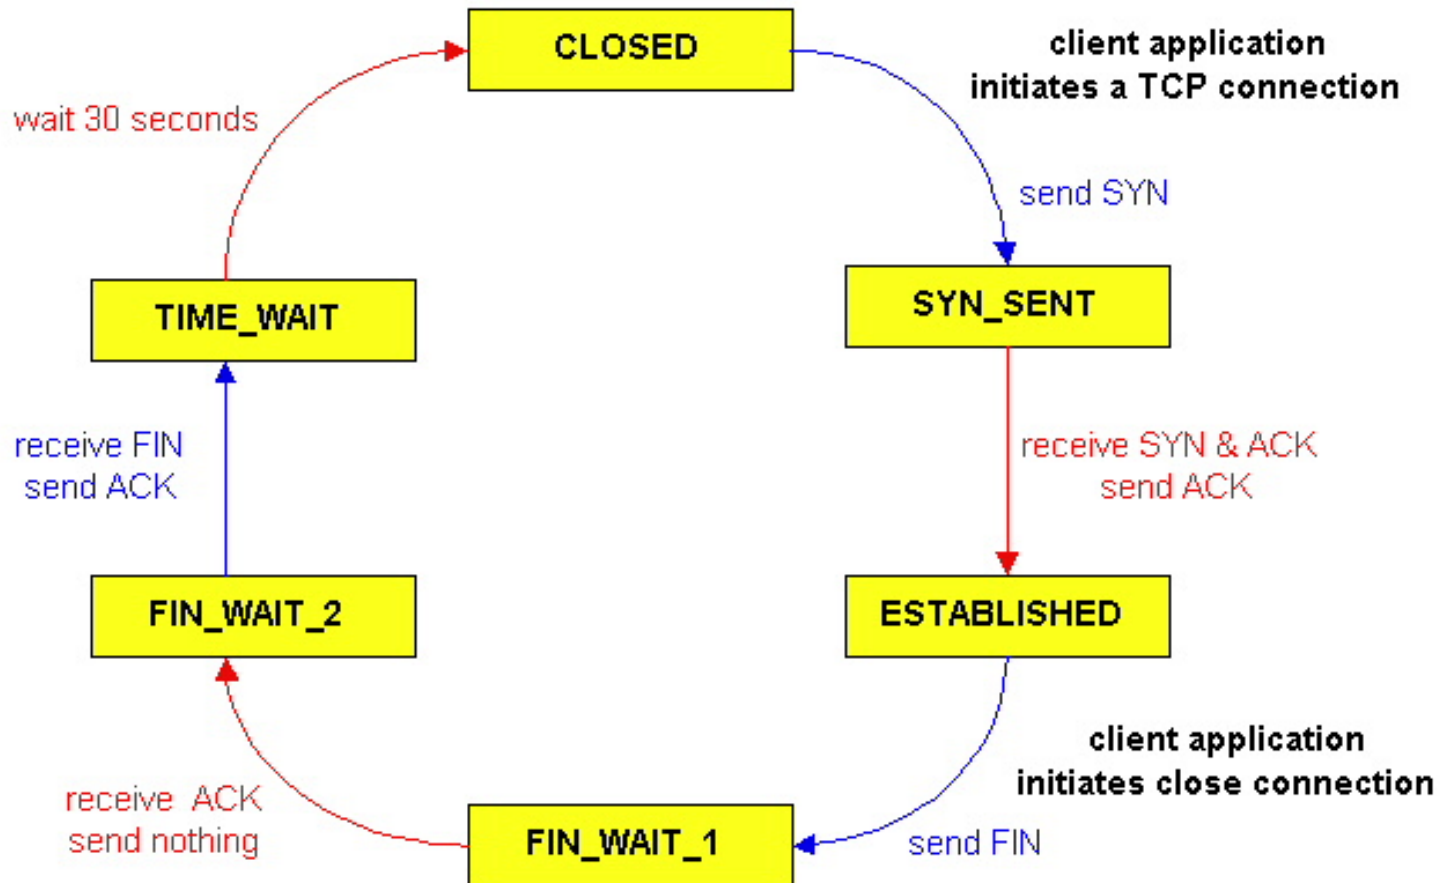 CLOSED
client application
initiates a TCP connection
wait 30 seconds
send SYN
TIME_WAIT
SYN_SENT
receive FIN
send ACK
receive SYN & ACK
send ACK
FIN_WAIT_2
ESTABLISHED
client application
initiates close connection
receive ACK
send nothing
FIN_WAIT_1
send FIN